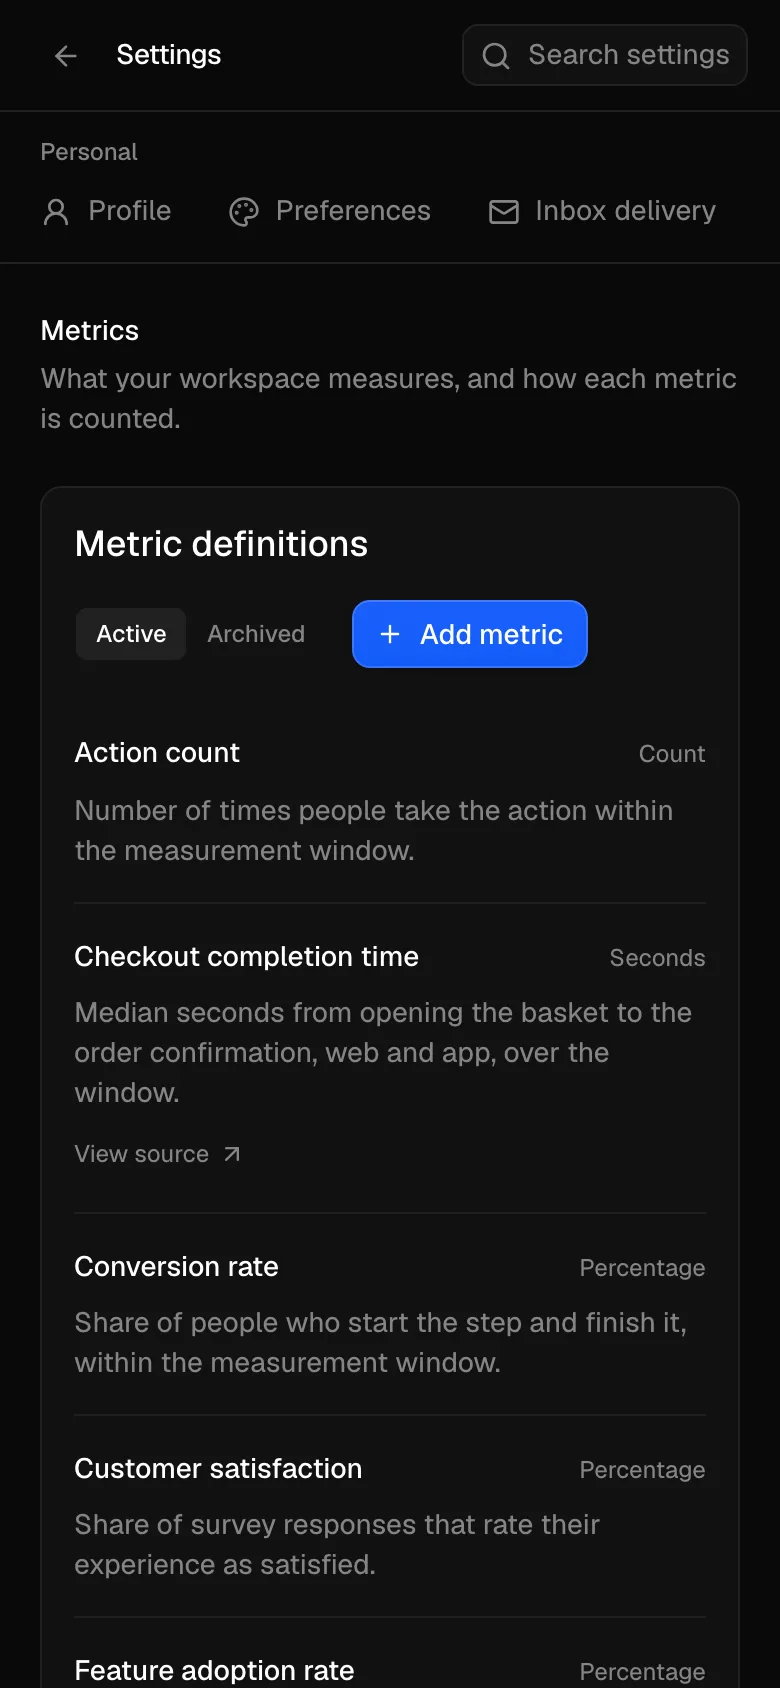 Settings
Search settings
Personal
Profile
Preferences
Inbox delivery
Metrics
What your workspace measures, and how each metric
is counted.
Metric definitions
Active
Archived
+ Add metric
Action count
Count
Number of times people take the action within
the measurement window.
Checkout completion time
Seconds
Median seconds from opening the basket to the
order confirmation, web and app, over the
window.
View source
Conversion rate
Percentage
Share of people who start the step and finish it,
within the measurement window.
Customer satisfaction
Percentage
Share of survey responses that rate their
experience as satisfied.
Feature adoption rate
Percentage